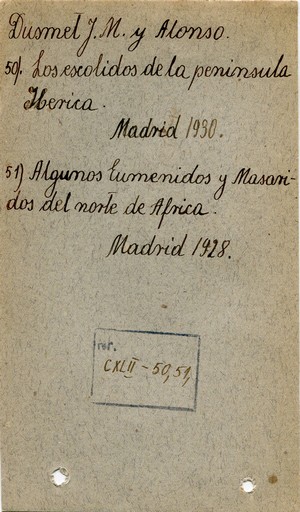 Dusmet J. M. y Alonso.
50). Los escolidos de la peninsula
Iberica.
Madrid 1930.
51) Algunos Eumenidos y Masari-
dos del norte de Africa.
Madrid 1928.
ref.
CXLII - 50, 51,